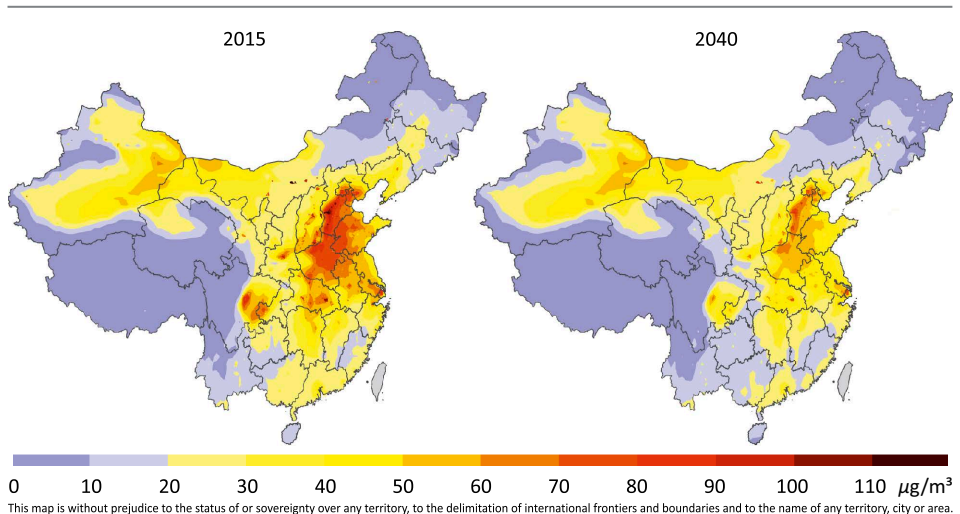 2015 2040
0 10 20 30 40 50 60 70 80 90 100 110 µg/m³
This map is without prejudice to the status of or sovereignty over any territory, to the delimitation of international frontiers and boundaries and to the name of any territory, city or area.